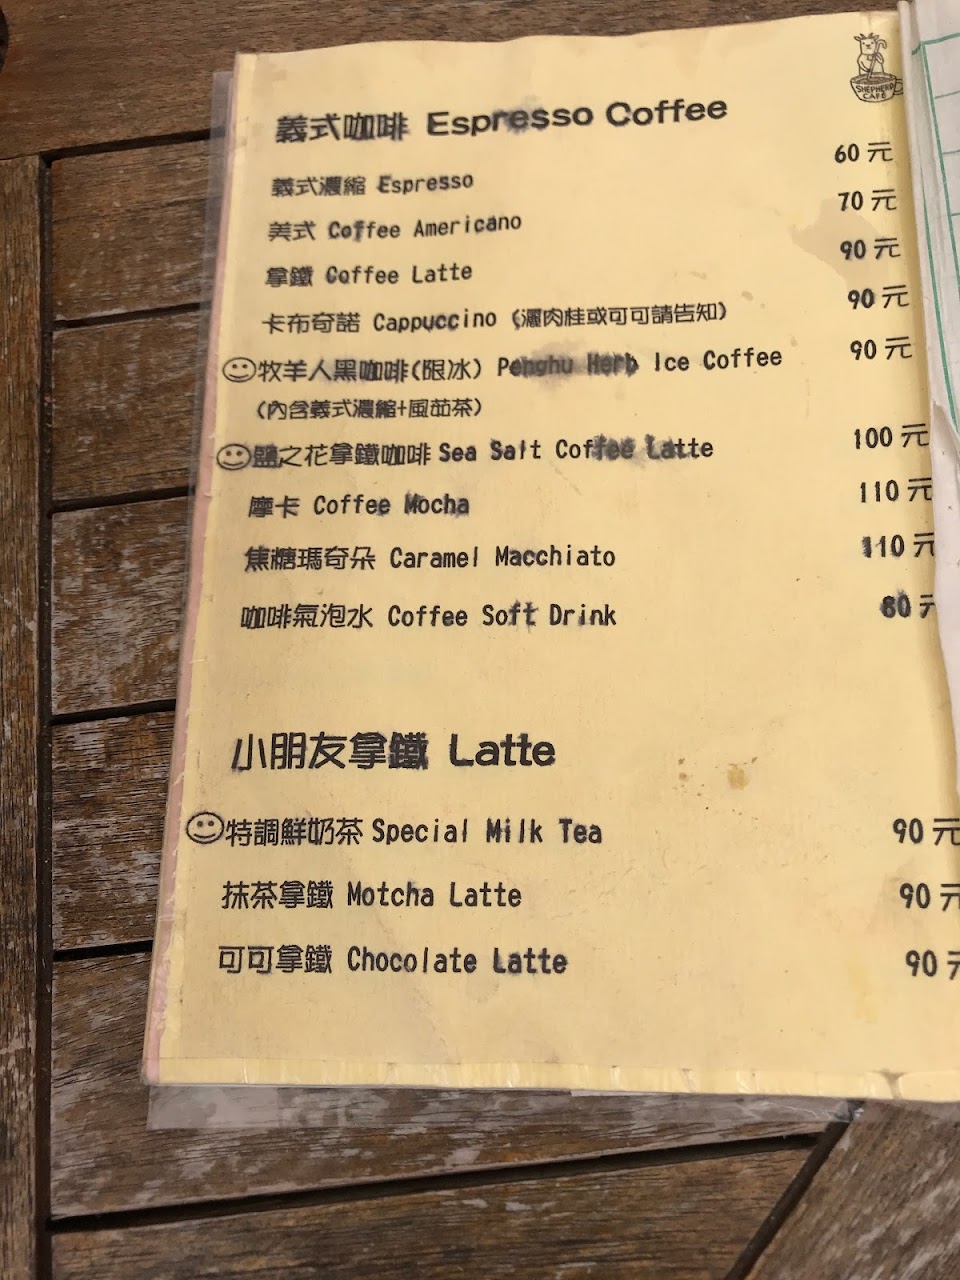 SHEPHERD CAFE
義式咖啡 Espresso Coffee
義式濃縮 Espresso 60元
美式 Coffee Americano 70元
拿鐵 Coffee Latte 90元
卡布奇諾 Cappuccino (灑肉桂或可可請告知) 90元
牧羊人黑咖啡(限冰) Penghu Herb Ice Coffee 90元
(內含義式濃縮+風茹茶)
鹽之花拿鐵咖啡 Sea Salt Coffee Latte 100元
摩卡 Coffee Mocha 110元
焦糖瑪奇朵 Caramel Macchiato 110元
咖啡氣泡水 Coffee Soft Drink 80元
小朋友拿鐵 Latte
特調鮮奶茶 Special Milk Tea 90元
抹茶拿鐵 Motcha Latte 90元
可可拿鐵 Chocolate Latte 90元